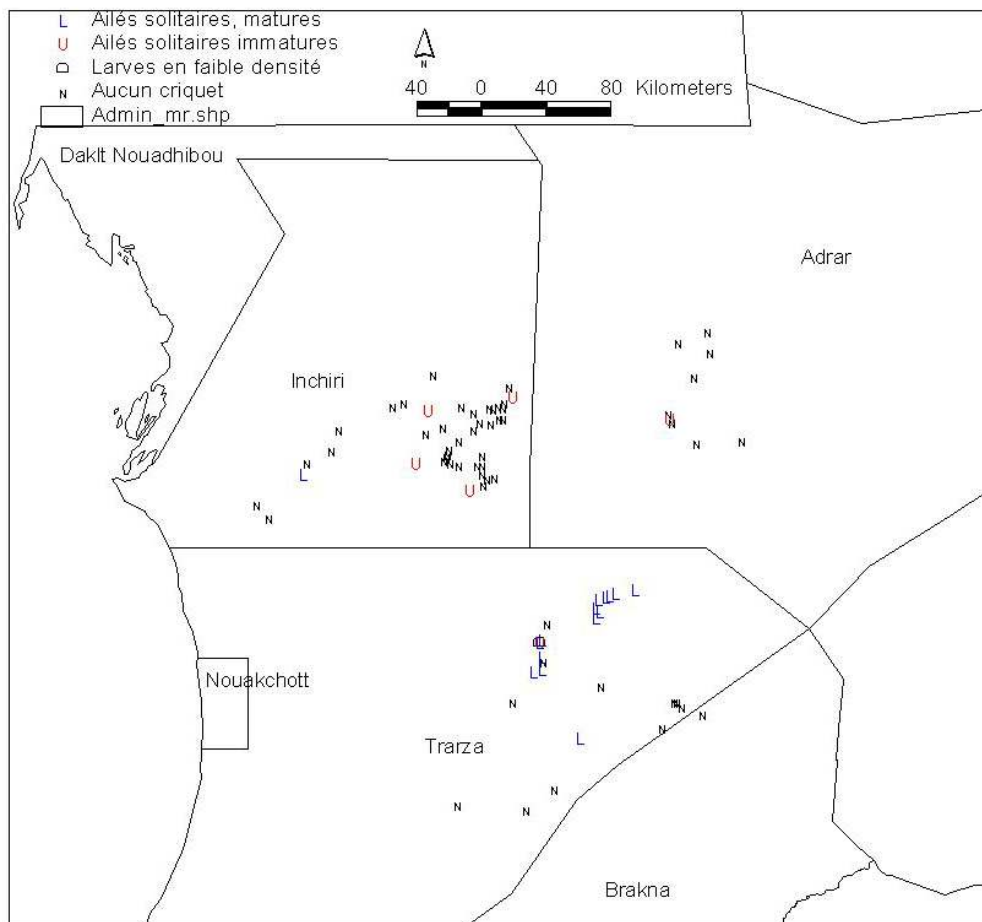 L Ailés solitaires, matures
U Ailés solitaires immatures
Larves en faible densité
N Aucun criquet
Admin_mr.shp
N
40 0 40 80 Kilometers
Daklt Nouadhibou
Adrar
Inchiri
Nouakchott
Trarza
Brakna